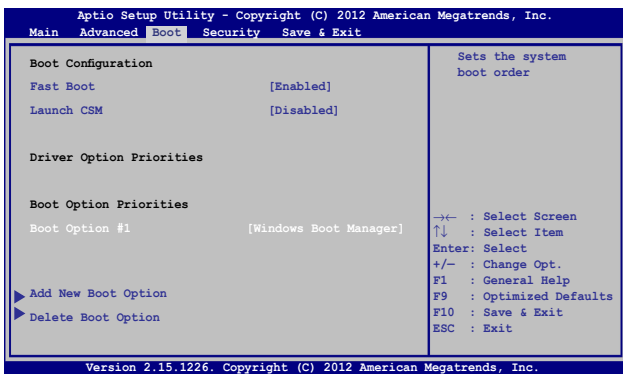 Aptio Setup Utility - Copyright (C) 2012 American Megatrends, Inc.
Main Advanced Boot Security Save & Exit
Boot Configuration
Fast Boot [Enabled]
Launch CSM [Disabled]
Driver Option Priorities
Boot Option Priorities
Boot Option #1 [Windows Boot Manager]
Add New Boot Option
Delete Boot Option
Sets the system
boot order
→← : Select Screen
↑↓ : Select Item
Enter: Select
+/— : Change Opt.
F1 : General Help
F9 : Optimized Defaults
F10 : Save & Exit
ESC : Exit
Version 2.15.1226. Copyright (C) 2012 American Megatrends, Inc.